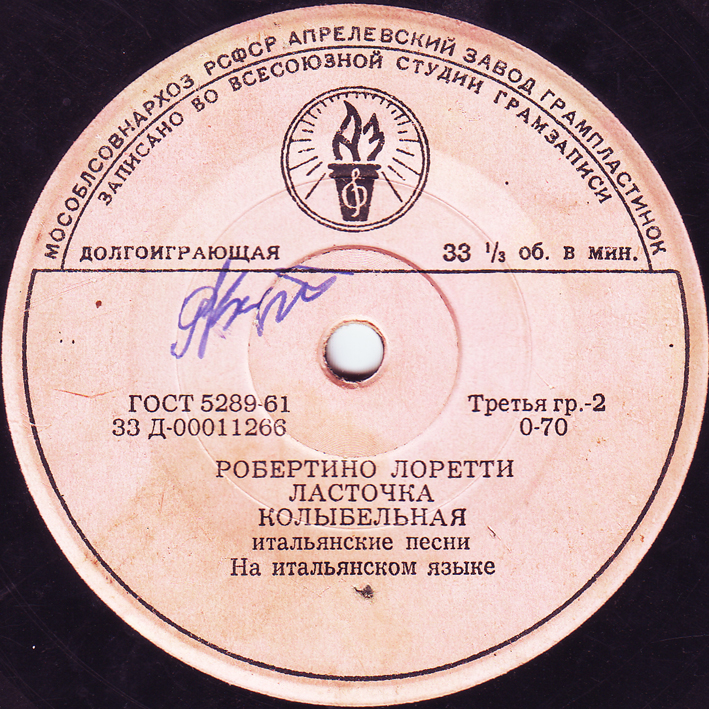 МОСОБЛСОВНАРХОЗ РСФСР АПРЕЛЕВСКИЙ ЗАВОД ГРАМПЛАСТИНОК
ЗАПИСАНО ВО ВСЕСОЮЗНОЙ СТУДИИ ГРАМЗАПИСИ
АЗ
ДОЛГОИГРАЮЩАЯ 33 1/3 об. в мин.
ГОСТ 5289-61 Третья гр.-2
33 Д-00011266 0-70
РОБЕРТИНО ЛОРЕТТИ
ЛАСТОЧКА
КОЛЫБЕЛЬНАЯ
итальянские песни
На итальянском языке